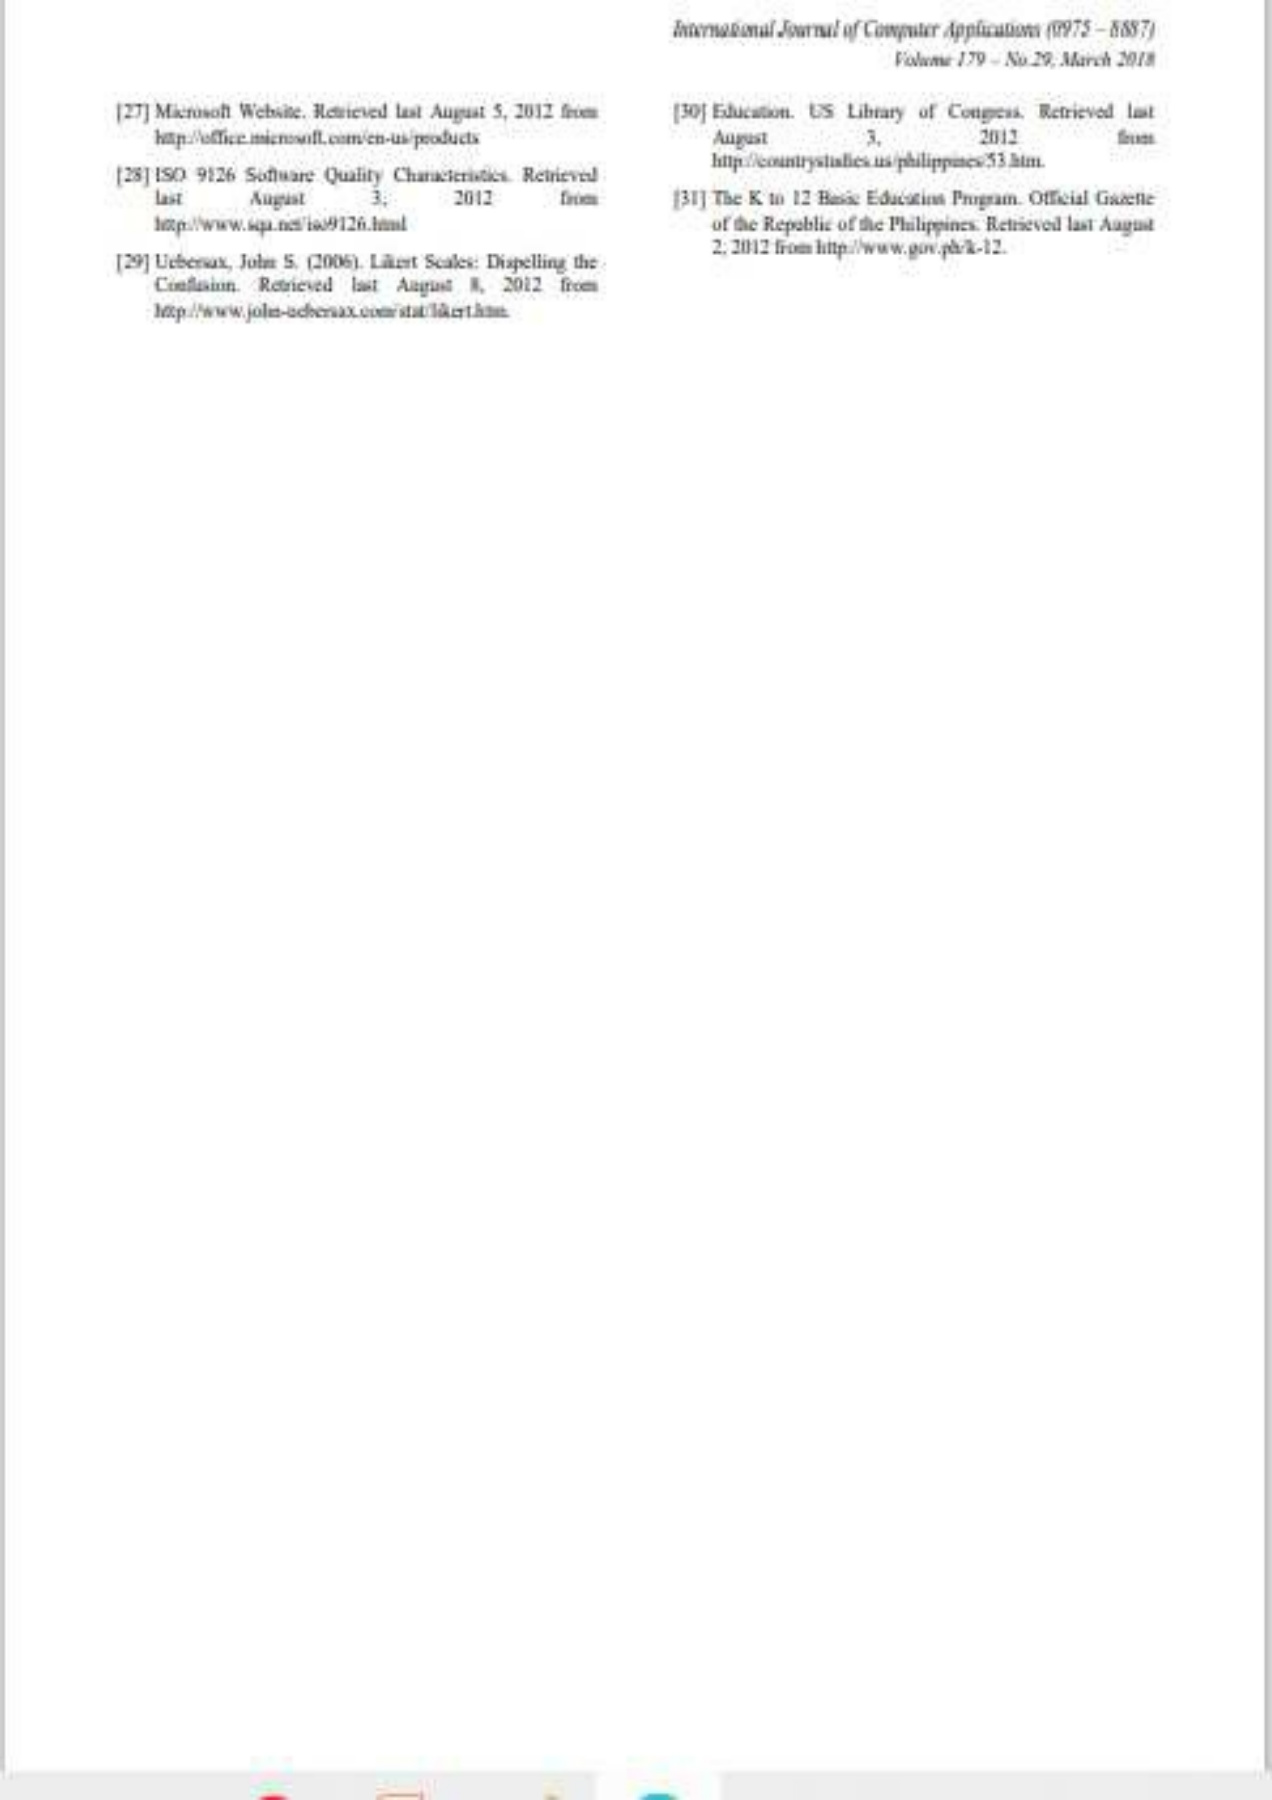 International Journal of Computer Applications (0975 – 8887)
Volume 179 – No.29, March 2018
[27] Microsoft Website. Retrieved last August 5, 2012 from
http://office.microsoft.com/en-us/products
[28] ISO 9126 Software Quality Characteristics. Retrieved
last August 3, 2012 from
http://www.sqa.net/iso9126.html
[29] Uebersax, John S. (2006). Likert Scales: Dispelling the
Confusion. Retrieved last August 8, 2012 from
http://www.john-uebersax.com/stat/likert.htm.
[30] Education. US Library of Congress. Retrieved last
August 3, 2012 from
http://countrystudies.us/philippines/53.htm.
[31] The K to 12 Basic Education Program. Official Gazette
of the Republic of the Philippines. Retrieved last August
2, 2012 from http://www.gov.ph/k-12.